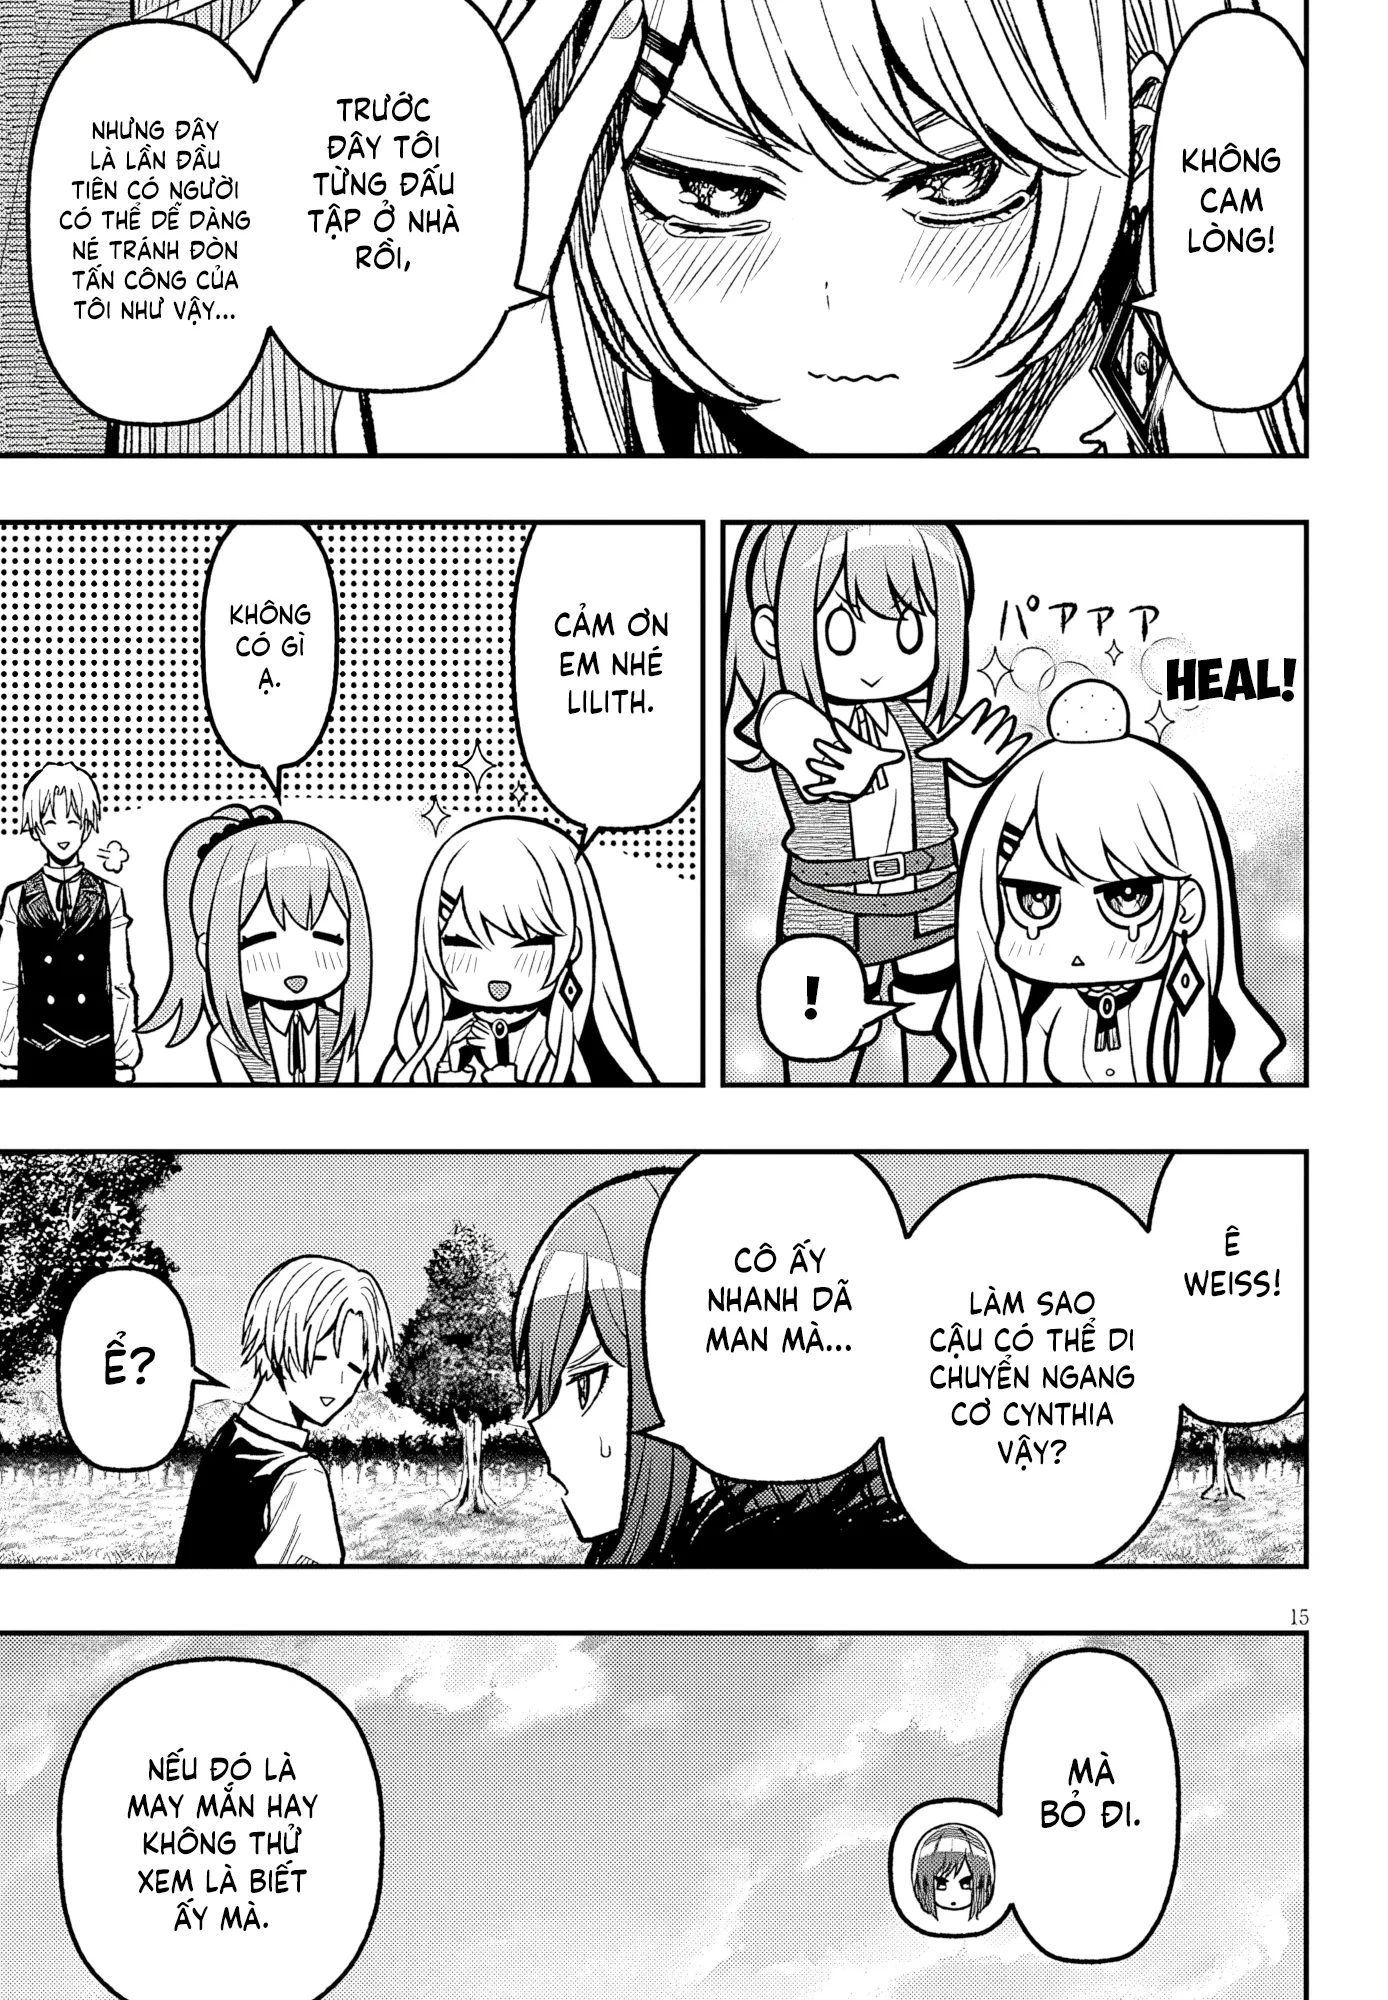 KHÔNG
CAM
LÒNG!
TRƯỚC
ĐÂY TÔI
TỪNG ĐẤU
TẬP Ở NHÀ
RỒI,
NHƯNG ĐÂY
LÀ LẦN ĐẦU
TIÊN CÓ NGƯỜI
CÓ THỂ DỄ DÀNG
NÉ TRÁNH ĐÒN
TẤN CÔNG CỦA
TÔI NHƯ VẬY...
パァァァ
HEAL!
!
CẢM ƠN
EM NHÉ
LILITH.
KHÔNG
CÓ GÌ
Ạ.
Ê
WEISS!
LÀM SAO
CẬU CÓ THỂ DI
CHUYỂN NGANG
CƠ CYNTHIA
VẬY?
CÔ ẤY
NHANH DÃ
MAN MÀ...
Ể?
15
MÀ
BỎ ĐI.
NẾU ĐÓ LÀ
MAY MẮN HAY
KHÔNG THỬ
XEM LÀ BIẾT
ẤY MÀ.